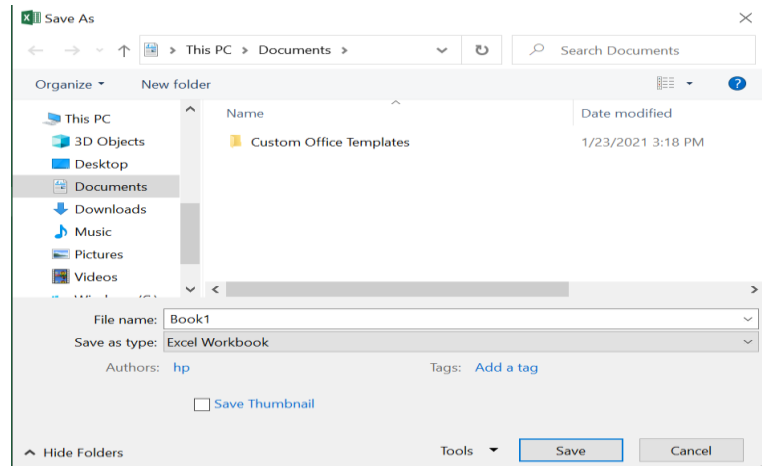 Save As
This PC > Documents >
Search Documents
Organize
New folder
Name
Date modified
This PC
3D Objects
Desktop
Documents
Downloads
Music
Pictures
Videos
Custom Office Templates 1/23/2021 3:18 PM
File name: Book1
Save as type: Excel Workbook
Authors: hp Tags: Add a tag
Save Thumbnail
Hide Folders
Tools Save Cancel